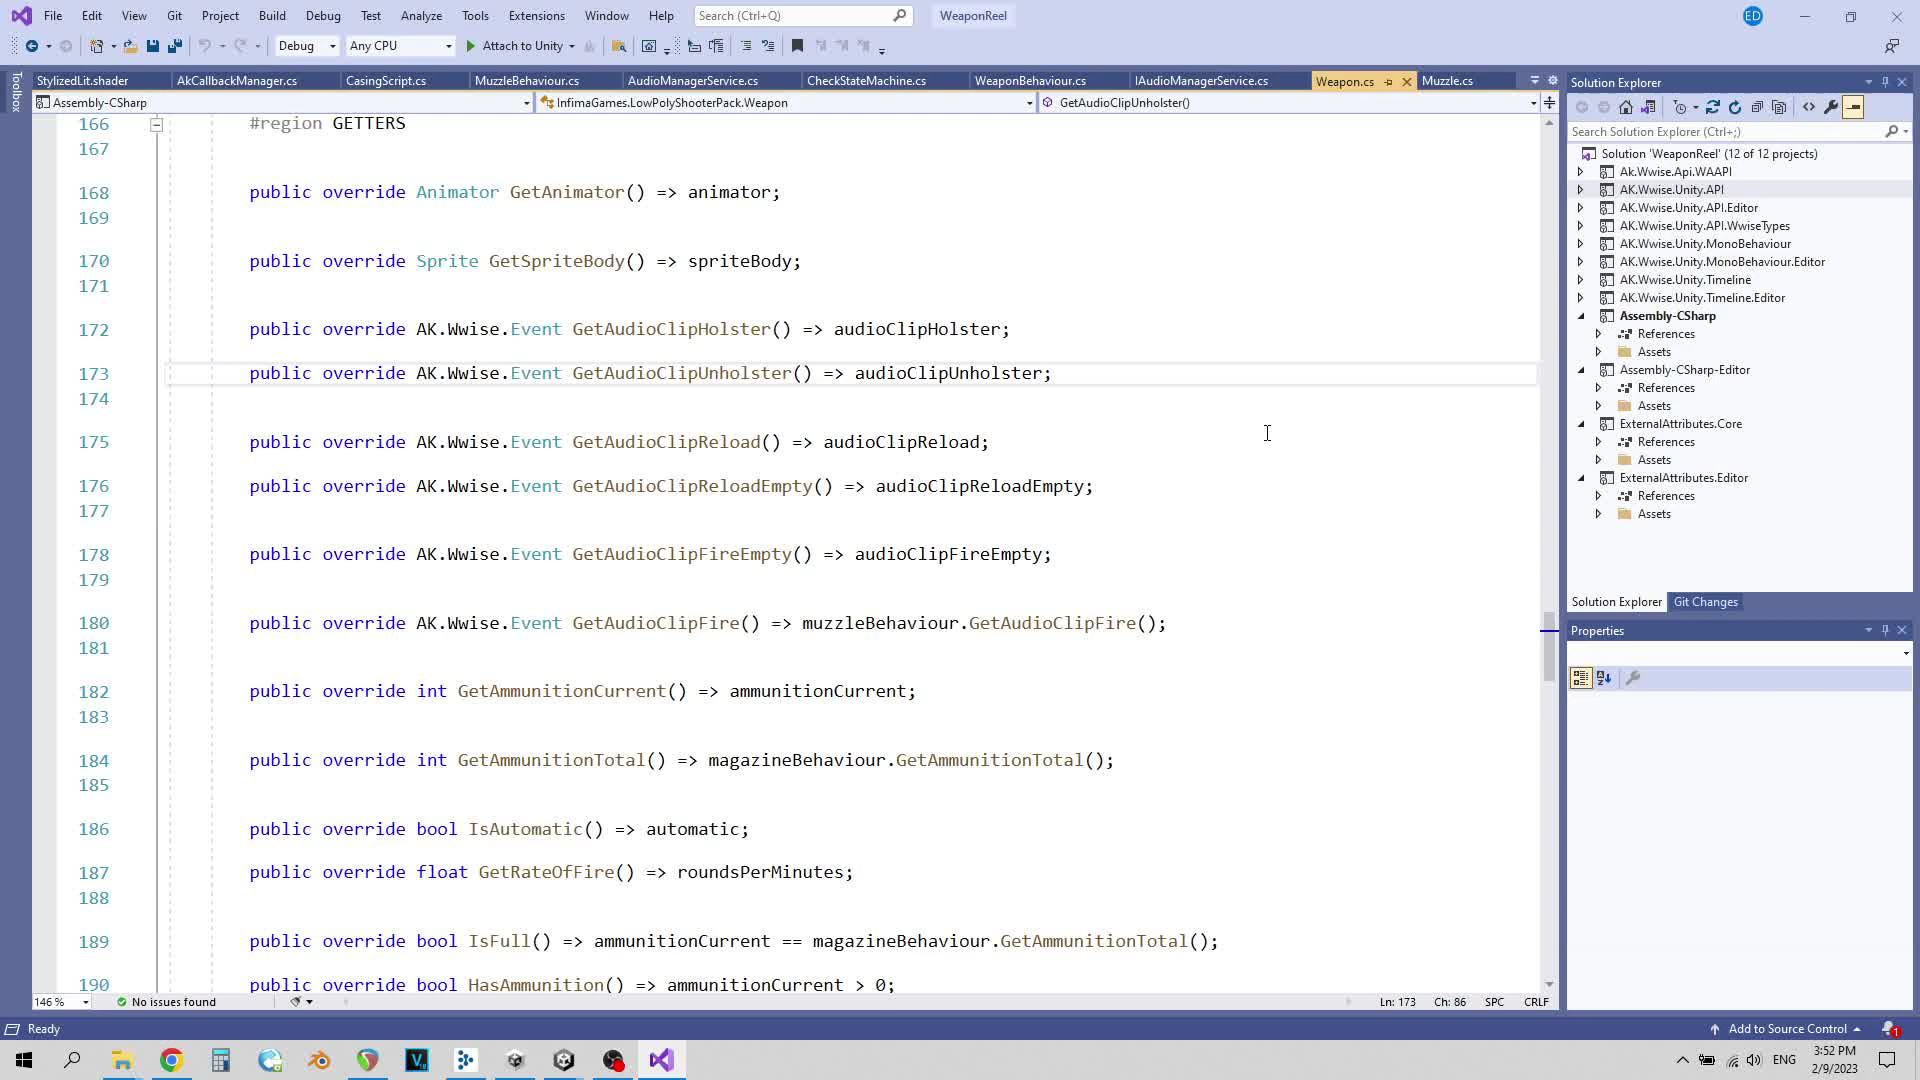 File Edit View Git Project Build Debug Test Analyze Tools Extensions Window Help Search (Ctrl+Q) WeaponReel ED
Debug Any CPU Attach to Unity
Toolbox
StylizedLit.shader AkCallbackManager.cs CasingScript.cs MuzzleBehaviour.cs AudioManagerService.cs CheckStateMachine.cs WeaponBehaviour.cs IAudioManagerService.cs Weapon.cs Muzzle.cs
Assembly-CSharp InfimaGames.LowPolyShooterPack.Weapon GetAudioClipUnholster()
166 #region GETTERS
167
168 public override Animator GetAnimator() => animator;
169
170 public override Sprite GetSpriteBody() => spriteBody;
171
172 public override AK.Wwise.Event GetAudioClipHolster() => audioClipHolster;
173 public override AK.Wwise.Event GetAudioClipUnholster() => audioClipUnholster;
174
175 public override AK.Wwise.Event GetAudioClipReload() => audioClipReload;
176 public override AK.Wwise.Event GetAudioClipReloadEmpty() => audioClipReloadEmpty;
177
178 public override AK.Wwise.Event GetAudioClipFireEmpty() => audioClipFireEmpty;
179
180 public override AK.Wwise.Event GetAudioClipFire() => muzzleBehaviour.GetAudioClipFire();
181
182 public override int GetAmmunitionCurrent() => ammunitionCurrent;
183
184 public override int GetAmmunitionTotal() => magazineBehaviour.GetAmmunitionTotal();
185
186 public override bool IsAutomatic() => automatic;
187 public override float GetRateOfFire() => roundsPerMinutes;
188
189 public override bool IsFull() => ammunitionCurrent == magazineBehaviour.GetAmmunitionTotal();
190 public override bool HasAmmunition() => ammunitionCurrent > 0;
146 % No issues found Ln: 173 Ch: 86 SPC CRLF
Solution Explorer
Search Solution Explorer (Ctrl+;)
Solution 'WeaponReel' (12 of 12 projects)
Ak.Wwise.Api.WAAPI
AK.Wwise.Unity.API
AK.Wwise.Unity.API.Editor
AK.Wwise.Unity.API.WwiseTypes
AK.Wwise.Unity.MonoBehaviour
AK.Wwise.Unity.MonoBehaviour.Editor
AK.Wwise.Unity.Timeline
AK.Wwise.Unity.Timeline.Editor
Assembly-CSharp
References
Assets
Assembly-CSharp-Editor
References
Assets
ExternalAttributes.Core
References
Assets
ExternalAttributes.Editor
References
Assets
Solution Explorer Git Changes
Properties
Ready Add to Source Control 1
ENG 3:52 PM
2/9/2023